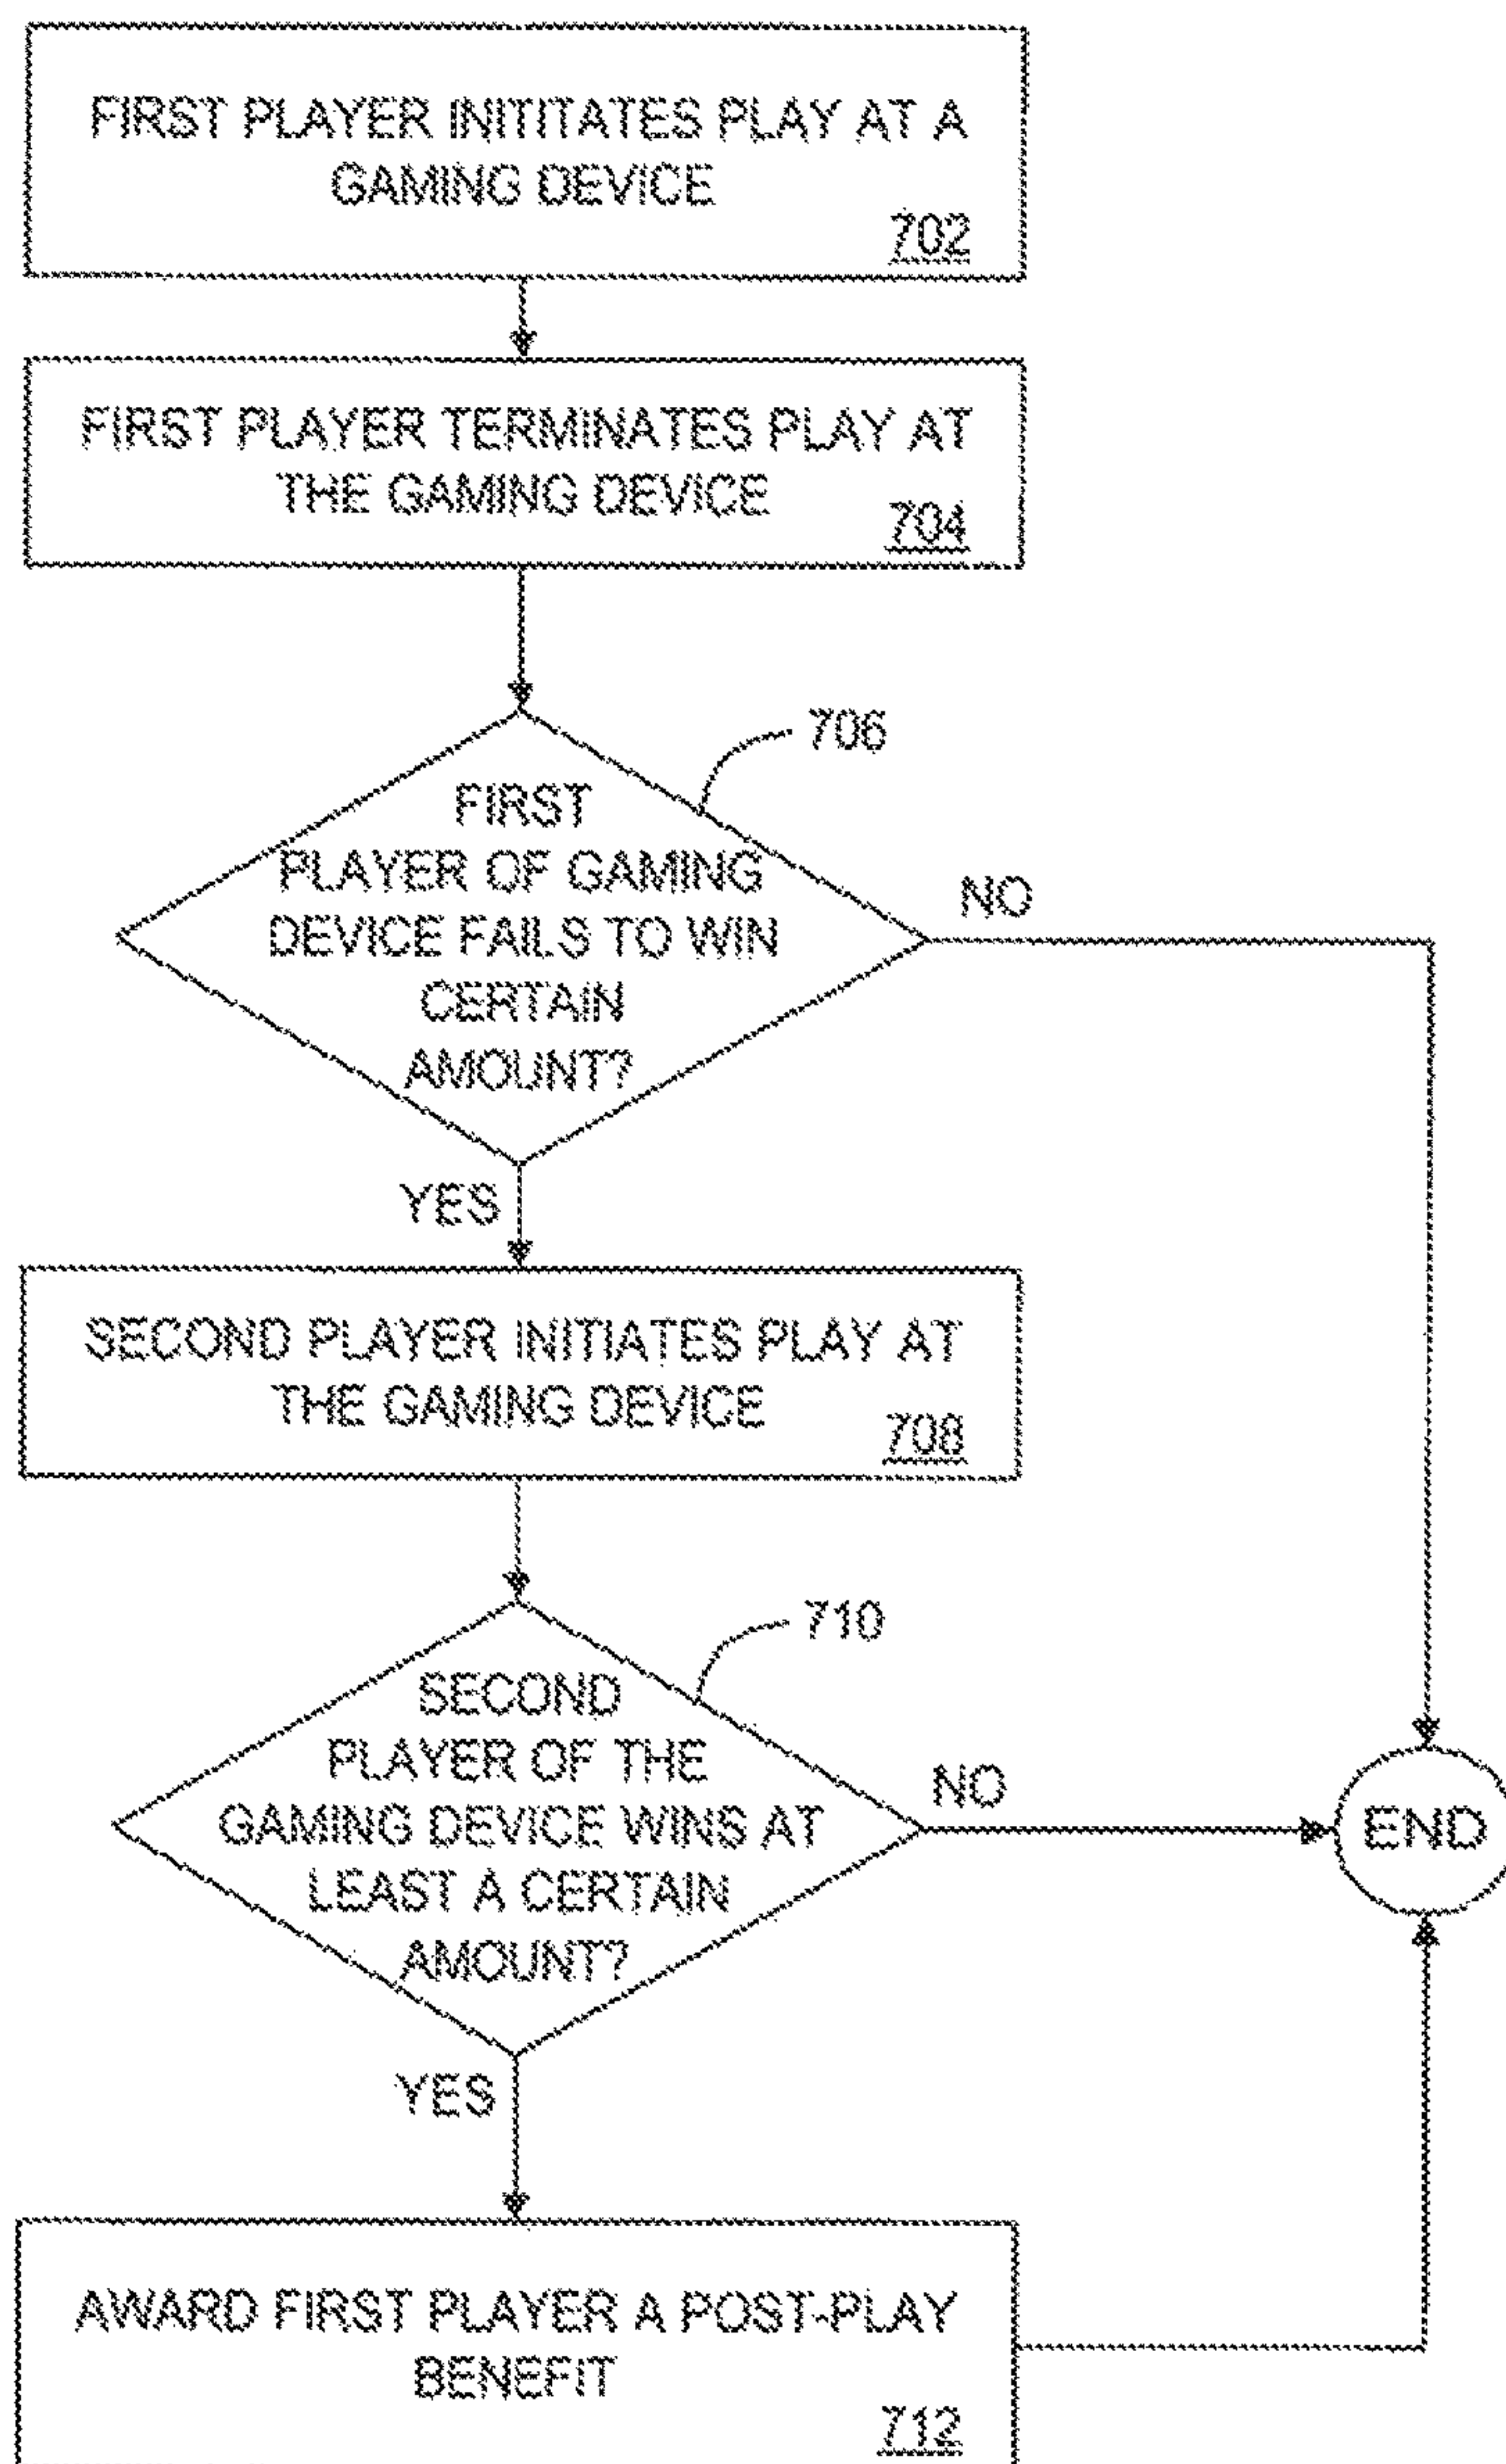 FIRST PLAYER INITITATES PLAY AT A
GAMING DEVICE
702
FIRST PLAYER TERMINATES PLAY AT
THE GAMING DEVICE
704
706
FIRST
PLAYER OF GAMING
DEVICE FAILS TO WIN
CERTAIN
AMOUNT?
NO
YES
SECOND PLAYER INITIATES PLAY AT
THE GAMING DEVICE
708
710
SECOND
PLAYER OF THE
GAMING DEVICE WINS AT
LEAST A CERTAIN
AMOUNT?
NO
END
YES
AWARD FIRST PLAYER A POST-PLAY
BENEFIT
712